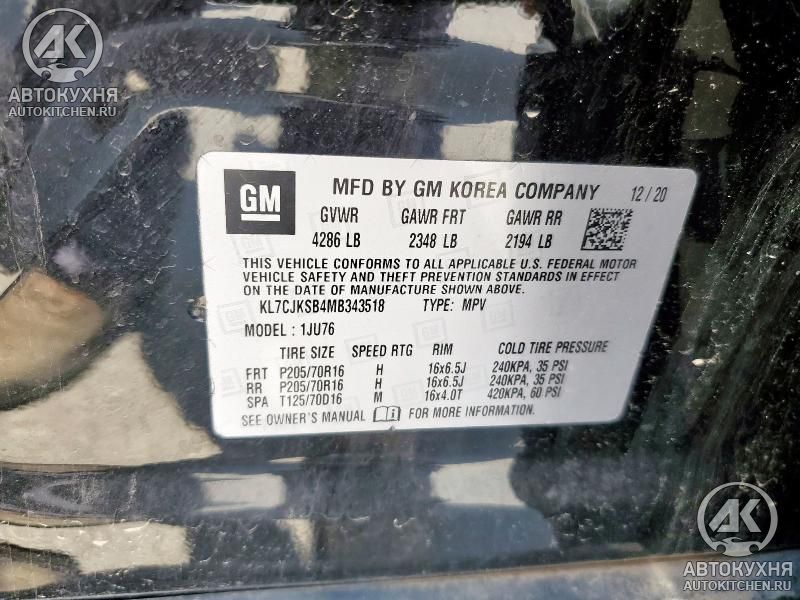 АК
АВТОКУХНЯ
AUTOKITCHEN.RU
GM
MFD BY GM KOREA COMPANY 12/20
GVWR GAWR FRT GAWR RR
4286 LB 2348 LB 2194 LB
THIS VEHICLE CONFORMS TO ALL APPLICABLE U.S. FEDERAL MOTOR
VEHICLE SAFETY AND THEFT PREVENTION STANDARDS IN EFFECT
ON THE DATE OF MANUFACTURE SHOWN ABOVE.
KL7CJKSB4MB343518 TYPE: MPV
MODEL : 1JU76
TIRE SIZE SPEED RTG RIM COLD TIRE PRESSURE
FRT P205/70R16 H 16x6.5J 240KPA, 35 PSI
RR P205/70R16 H 16x6.5J 240KPA, 35 PSI
SPA T125/70D16 M 16x4.0T 420KPA, 60 PSI
SEE OWNER'S MANUAL FOR MORE INFORMATION.
АК
АВТОКУХНЯ
AUTOKITCHEN.RU